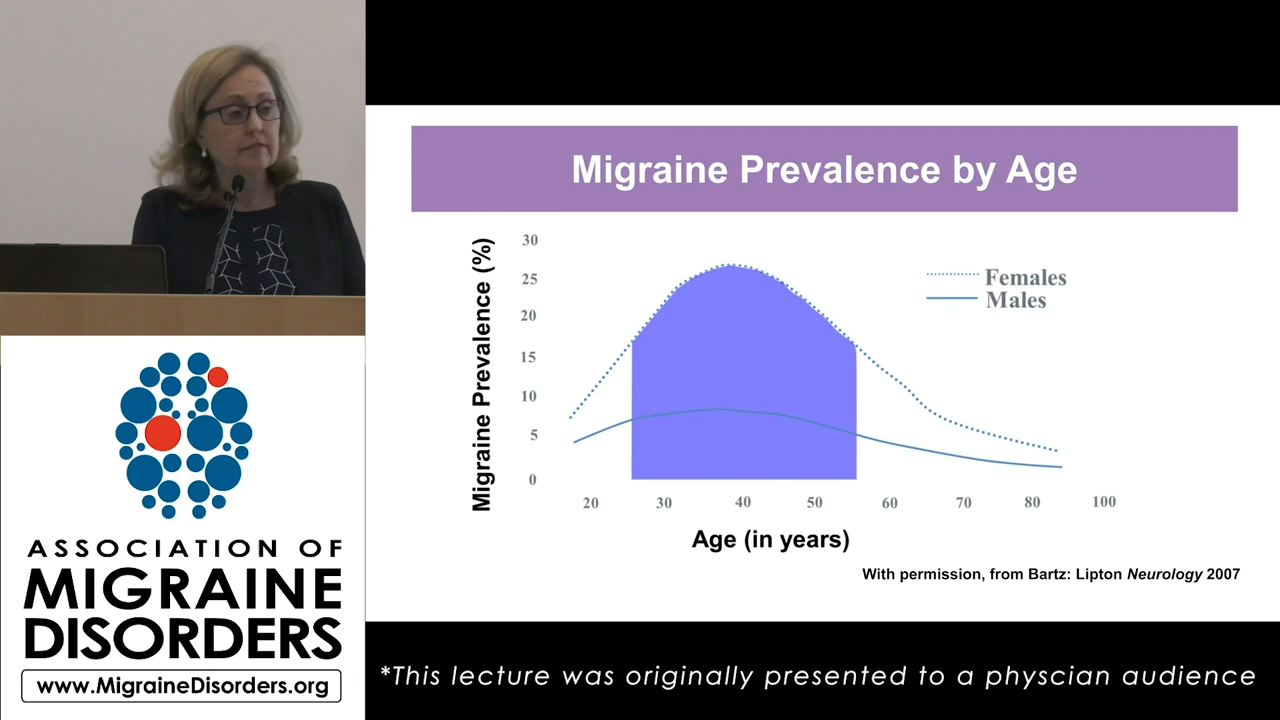 Migraine Prevalence by Age
Migraine Prevalence (%)
30
25
20
15
10
5
0
Females
Males
20 30 40 50 60 70 80 100
Age (in years)
With permission, from Bartz: Lipton Neurology 2007
ASSOCIATION OF
MIGRAINE
DISORDERS
www.MigraineDisorders.org
*This lecture was originally presented to a physcian audience